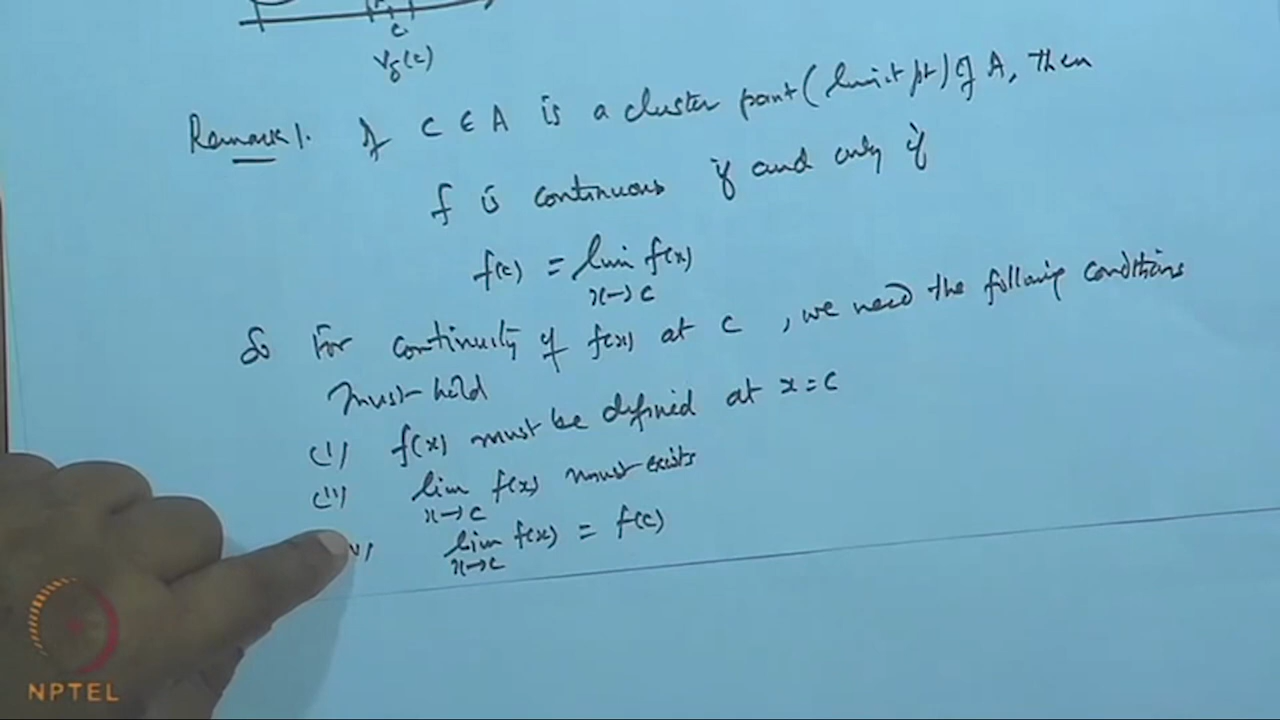 c
Vδ(c)
Remark 1. If c ∈ A is a cluster point (limit pt) of A, then
f is continuous if and only if
f(c) = lim f(x)
x→c
So For continuity of f(x) at c, we need the following conditions
must hold
(i) f(x) must be defined at x=c
(ii) lim f(x) must exists
x→c
lim f(x) = f(c)
x→c
NPTEL